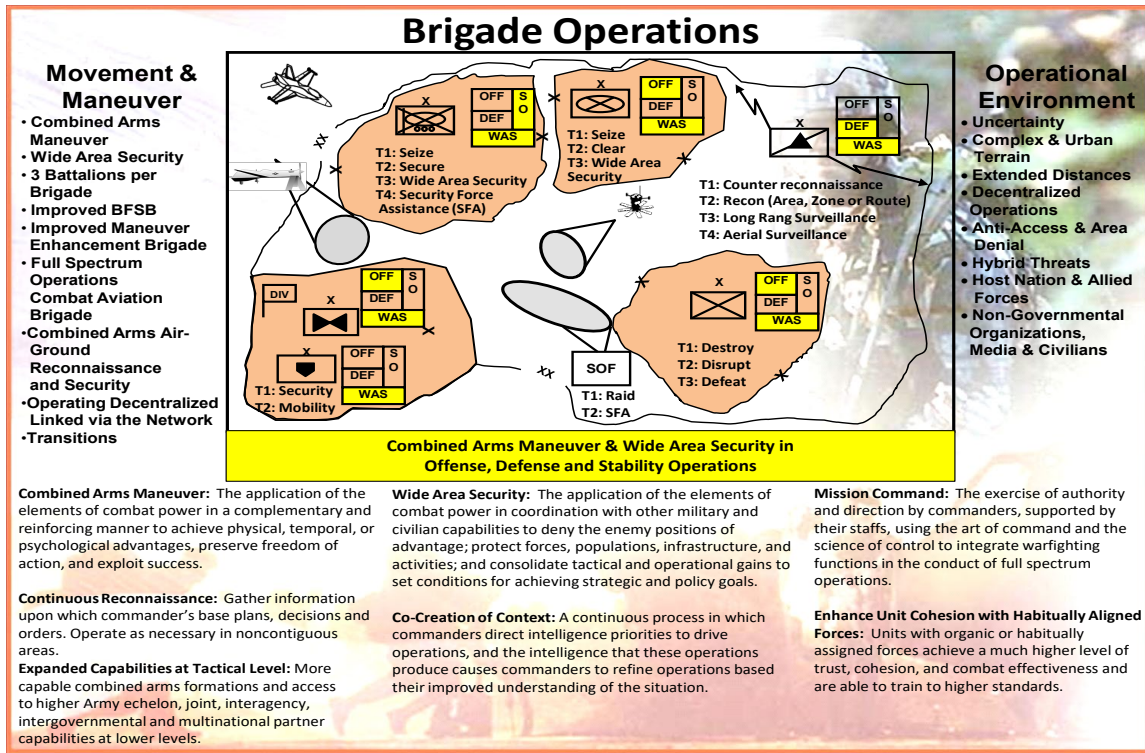 Brigade Operations
Movement &
Maneuver
• Combined Arms
Maneuver
• Wide Area Security
• 3 Battalions per
Brigade
• Improved BFSB
• Improved Maneuver
Enhancement Brigade
• Full Spectrum
Operations
Combat Aviation
Brigade
•Combined Arms Air-
Ground
Reconnaissance
and Security
•Operating Decentralized
Linked via the Network
•Transitions
X
OFF
DEF
S
O
WAS
T1: Seize
T2: Secure
T3: Wide Area Security
T4: Security Force
Assistance (SFA)
XX
X
X
X
OFF
DEF
S
O
WAS
T1: Seize
T2: Clear
T3: Wide Area
Security
X
X
X
OFF
DEF
S
O
WAS
T1: Counter reconnaissance
T2: Recon (Area, Zone or Route)
T3: Long Rang Surveillance
T4: Aerial Surveillance
DIV
X
OFF
DEF
S
O
WAS
X
X
OFF
DEF
S
O
WAS
T1: Security
T2: Mobility
XX
SOF
T1: Raid
T2: SFA
X
X
OFF
DEF
S
O
WAS
T1: Destroy
T2: Disrupt
T3: Defeat
X
X
Combined Arms Maneuver & Wide Area Security in
Offense, Defense and Stability Operations
Operational
Environment
• Uncertainty
• Complex & Urban
Terrain
• Extended Distances
• Decentralized
Operations
• Anti-Access & Area
Denial
• Hybrid Threats
• Host Nation & Allied
Forces
• Non-Governmental
Organizations,
Media & Civilians
Combined Arms Maneuver: The application of the
elements of combat power in a complementary and
reinforcing manner to achieve physical, temporal, or
psychological advantages, preserve freedom of
action, and exploit success.
Continuous Reconnaissance: Gather information
upon which commander's base plans, decisions and
orders. Operate as necessary in noncontiguous
areas.
Expanded Capabilities at Tactical Level: More
capable combined arms formations and access
to higher Army echelon, joint, interagency,
intergovernmental and multinational partner
capabilities at lower levels.
Wide Area Security: The application of the elements of
combat power in coordination with other military and
civilian capabilities to deny the enemy positions of
advantage; protect forces, populations, infrastructure, and
activities; and consolidate tactical and operational gains to
set conditions for achieving strategic and policy goals.
Co-Creation of Context: A continuous process in which
commanders direct intelligence priorities to drive
operations, and the intelligence that these operations
produce causes commanders to refine operations based
their improved understanding of the situation.
Mission Command: The exercise of authority
and direction by commanders, supported by
their staffs, using the art of command and the
science of control to integrate warfighting
functions in the conduct of full spectrum
operations.
Enhance Unit Cohesion with Habitually Aligned
Forces: Units with organic or habitually
assigned forces achieve a much higher level of
trust, cohesion, and combat effectiveness and
are able to train to higher standards.